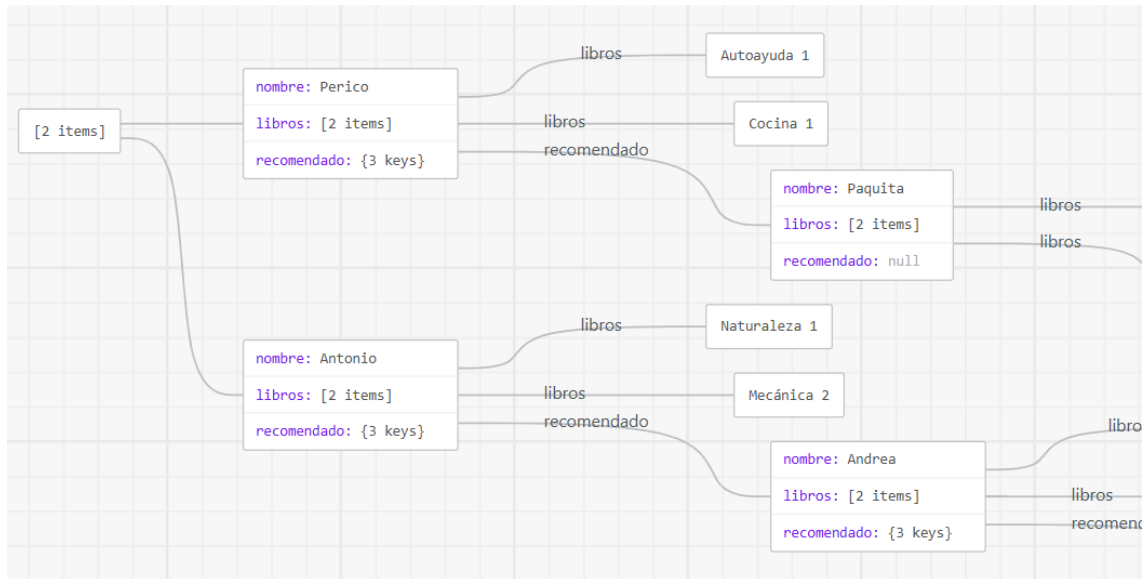 [2 items]
nombre: Perico
libros: [2 items]
recomendado: {3 keys}
libros
Autoayuda 1
libros
Cocina 1
recomendado
nombre: Paquita
libros: [2 items]
recomendado: null
libros
libros
nombre: Antonio
libros: [2 items]
recomendado: {3 keys}
libros
Naturaleza 1
libros
Mecánica 2
recomendado
nombre: Andrea
libros: [2 items]
recomendado: {3 keys}
libro
libros
recomend